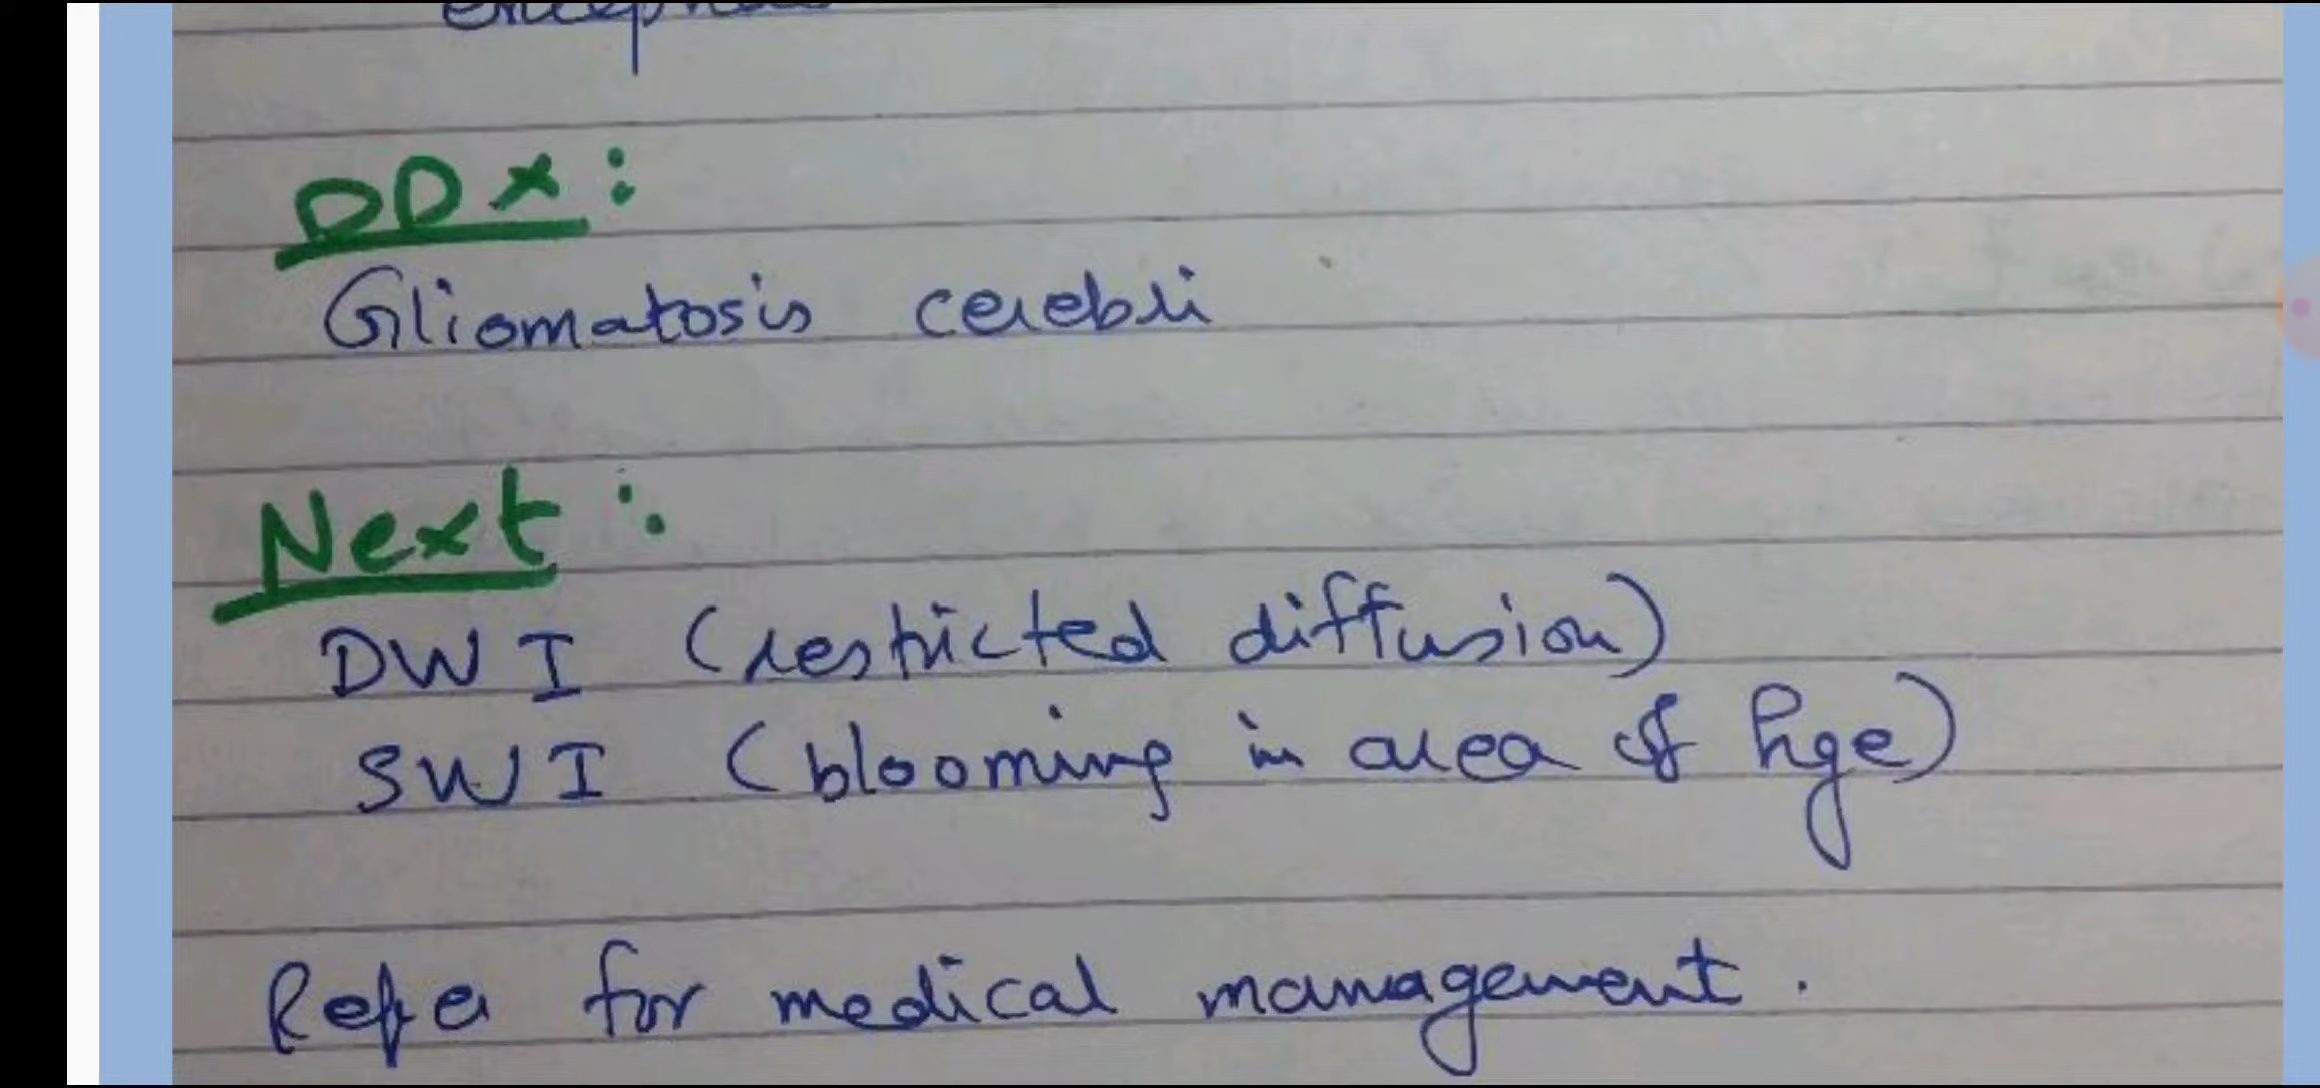 DDx:
Gliomatosis cerebri
Next:
DWI (restricted diffusion)
SWI (blooming in area of hge)
Refer for medical management.